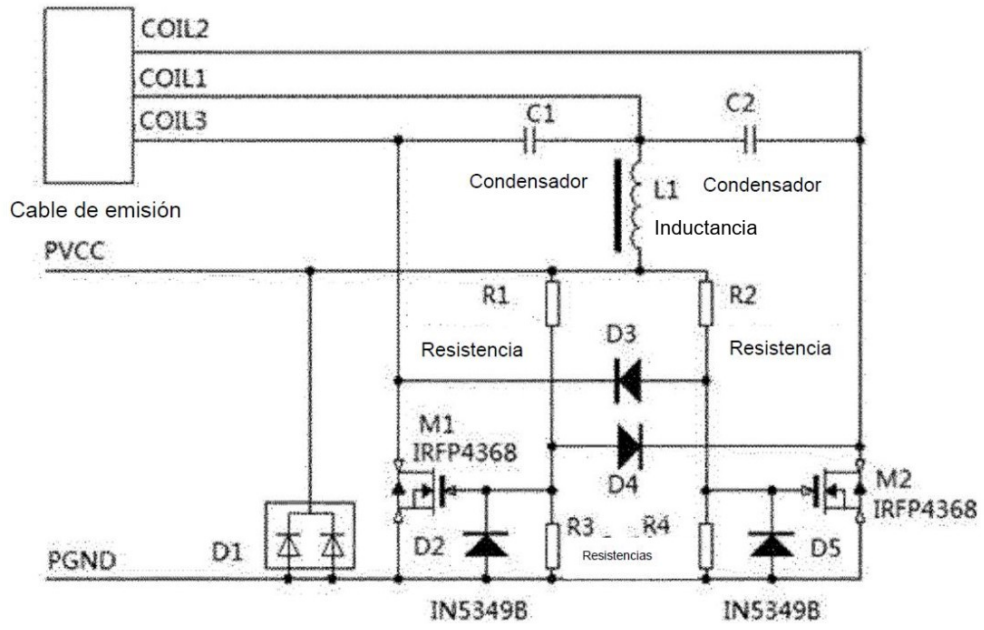 COIL2
COIL1
COIL3
C1
C2
Condensador
L1
Condensador
Cable de emisión
Inductancia
PVCC
R1
R2
D3
Resistencia
Resistencia
M1
IRFP4368
D4
M2
IRFP4368
D1
D2
R3
R4
D5
Resistencias
PGND
IN5349B
IN5349B